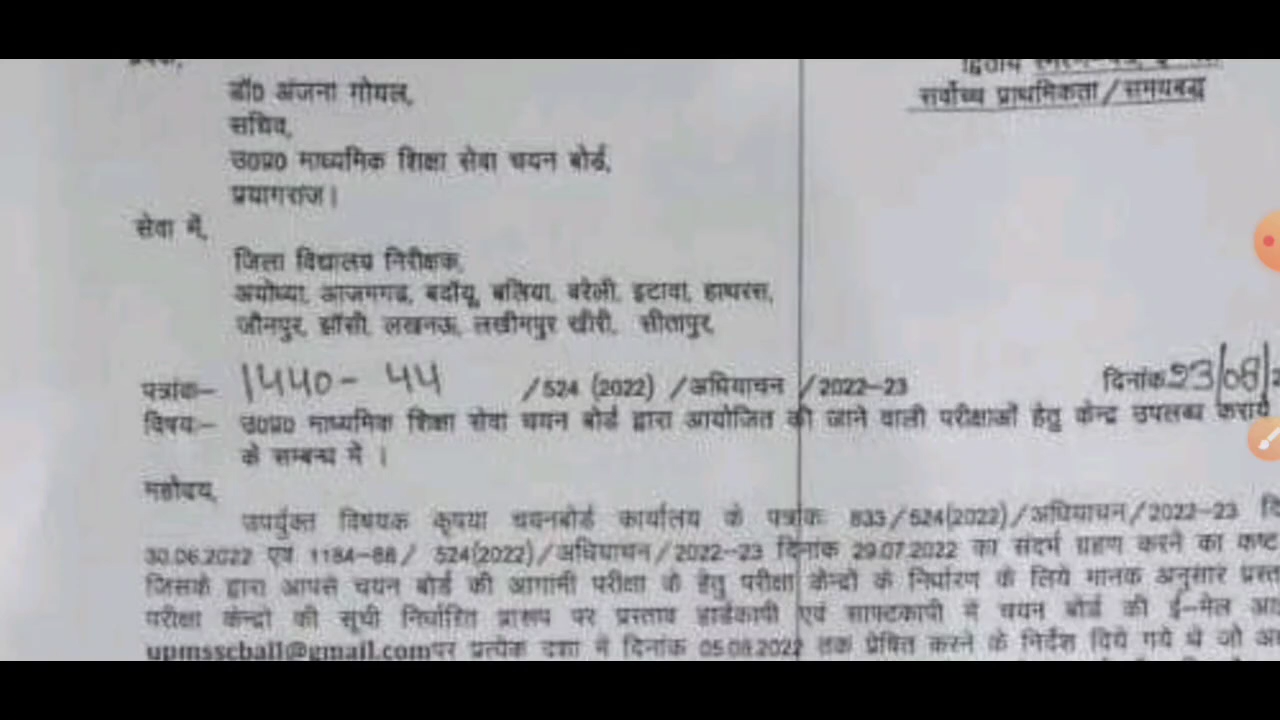 द्वितीय
डॉ0 अंजना गोयल, सर्वोच्च प्राथमिकता/समयबद्ध
सचिव,
उ0प्र0 माध्यमिक शिक्षा सेवा चयन बोर्ड,
प्रयागराज।
सेवा में,
जिला विद्यालय निरीक्षक,
अयोध्या, आजमगढ, बदॉयू, बलिया, बरेली, इटावा, हाथरस,
जौनपुर, झॉसी, लखनऊ, लखीमपुर खीरी, सीतापुर,
पत्रांक– 1440- 44 /524 (2022) /अधियाचन /2022–23 दिनांक 23/08/
विषय:– उ0प्र0 माध्यमिक शिक्षा सेवा चयन बोर्ड द्वारा आयोजित की जाने वाली परीक्षाओं हेतु केन्द्र उपलब्ध कराये
के सम्बन्ध में ।
महोदय,
उपर्युक्त विषयक कृपया चयनबोर्ड कार्यालय के पत्रांक 833/524(2022)/अधियाचन/2022–23
30.06.2022 एवं 1184–88/ 524(2022)/अधियाचन/2022–23 दिनांक 29.07.2022 का संदर्भ ग्रहण करने का कष्ट
जिसके द्वारा आपसे चयन बोर्ड की आगामी परीक्षा के हेतु परीक्षा केन्द्रों के निर्धारण के लिये मानक अनुसार
परीक्षा केन्द्रों की सूची निर्धारित प्रारूप पर प्रस्ताव हार्डकापी एवं साफ्टकापी में चयन बोर्ड की ई–मेल
upmsscball@gmail.comपर प्रत्येक दशा में दिनांक 05.08.2022 तक प्रेषित करने के निर्देश दिये गये थे जो